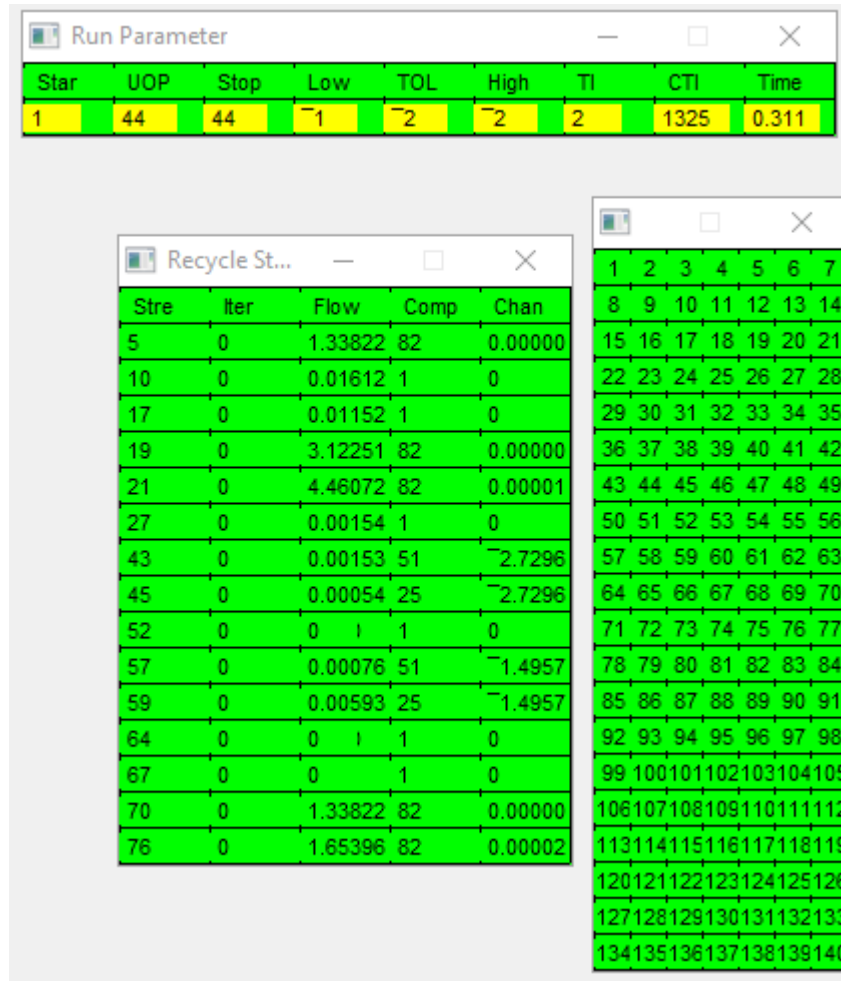 Run Parameter
Star UOP Stop Low TOL High TI CTI Time
1 44 44 ¯1 ¯2 ¯2 2 1325 0.311
Recycle St...
Stre Iter Flow Comp Chan
5 0 1.33822 82 0.00000
10 0 0.01612 1 0
17 0 0.01152 1 0
19 0 3.12251 82 0.00000
21 0 4.46072 82 0.00001
27 0 0.00154 1 0
43 0 0.00153 51 ¯2.7296
45 0 0.00054 25 ¯2.7296
52 0 0 1 0
57 0 0.00076 51 ¯1.4957
59 0 0.00593 25 ¯1.4957
64 0 0 1 0
67 0 0 1 0
70 0 1.33822 82 0.00000
76 0 1.65396 82 0.00002
1 2 3 4 5 6 7
8 9 10 11 12 13 14
15 16 17 18 19 20 21
22 23 24 25 26 27 28
29 30 31 32 33 34 35
36 37 38 39 40 41 42
43 44 45 46 47 48 49
50 51 52 53 54 55 56
57 58 59 60 61 62 63
64 65 66 67 68 69 70
71 72 73 74 75 76 77
78 79 80 81 82 83 84
85 86 87 88 89 90 91
92 93 94 95 96 97 98
99 100 101 102 103 104 105
106 107 108 109 110 111 112
113 114 115 116 117 118 119
120 121 122 123 124 125 126
127 128 129 130 131 132 133
134 135 136 137 138 139 140